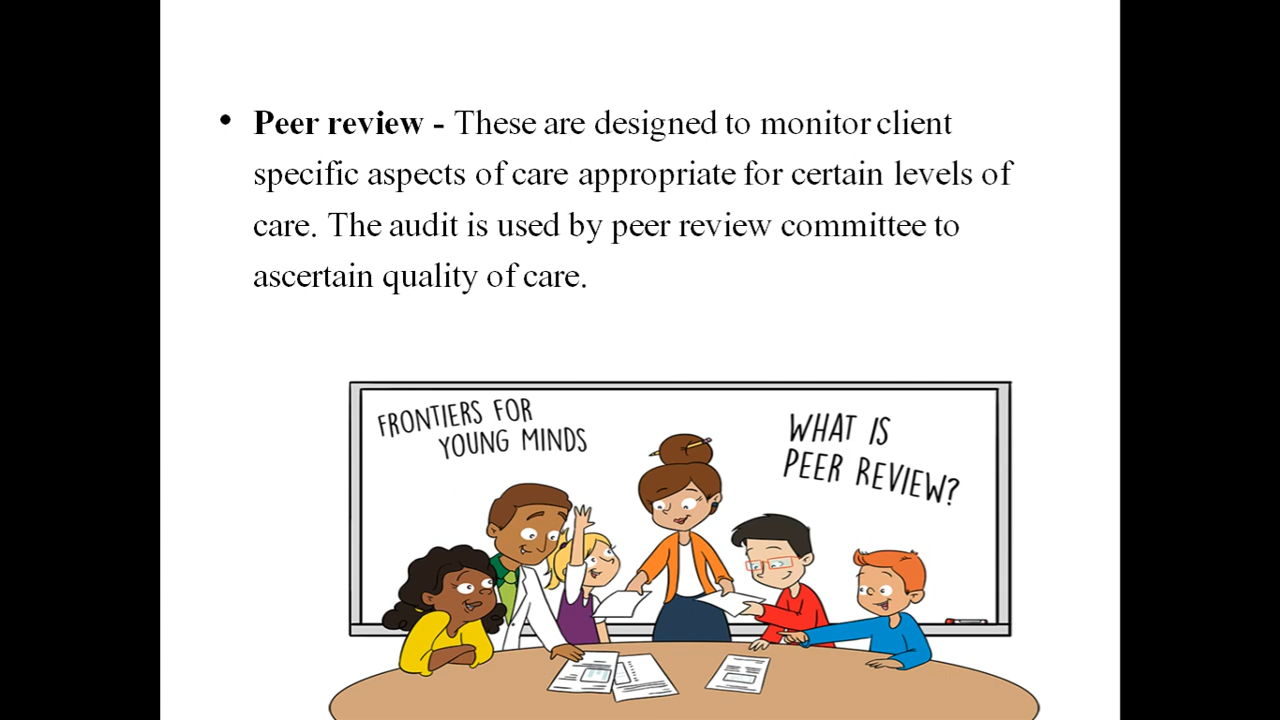 • Peer review - These are designed to monitor client
specific aspects of care appropriate for certain levels of
care. The audit is used by peer review committee to
ascertain quality of care.
FRONTIERS FOR
YOUNG MINDS
WHAT IS
PEER REVIEW?